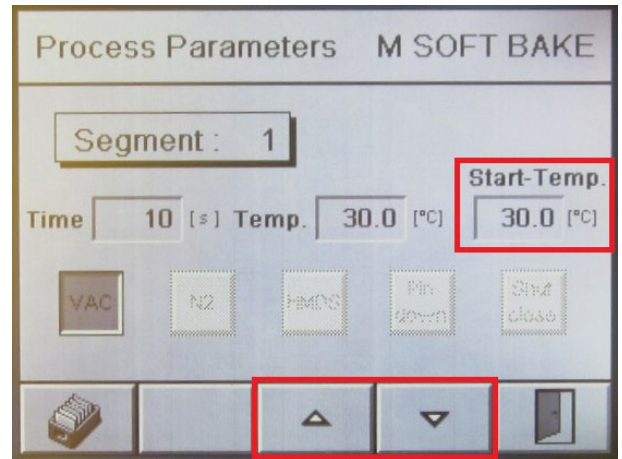 Process Parameters M SOFT BAKE
Segment : 1
Start-Temp.
Time 10 [s] Temp. 30.0 [°C] 30.0 [°C]
VAC N2 HMDS Pin down Shut close